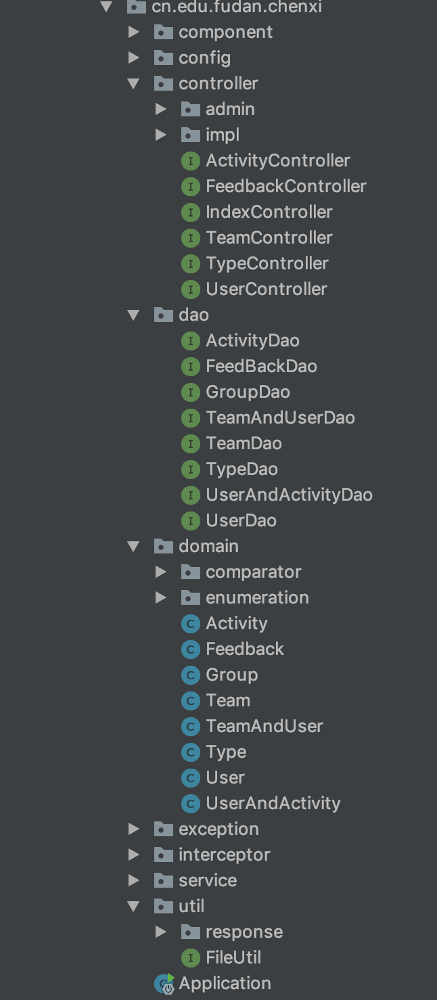 cn.edu.fudan.chenxi
component
config
controller
admin
impl
I ActivityController
I FeedbackController
I IndexController
I TeamController
I TypeController
I UserController
dao
I ActivityDao
I FeedBackDao
I GroupDao
I TeamAndUserDao
I TeamDao
I TypeDao
I UserAndActivityDao
I UserDao
domain
comparator
enumeration
C Activity
C Feedback
C Group
C Team
C TeamAndUser
C Type
C User
C UserAndActivity
exception
interceptor
service
util
response
I FileUtil
C Application